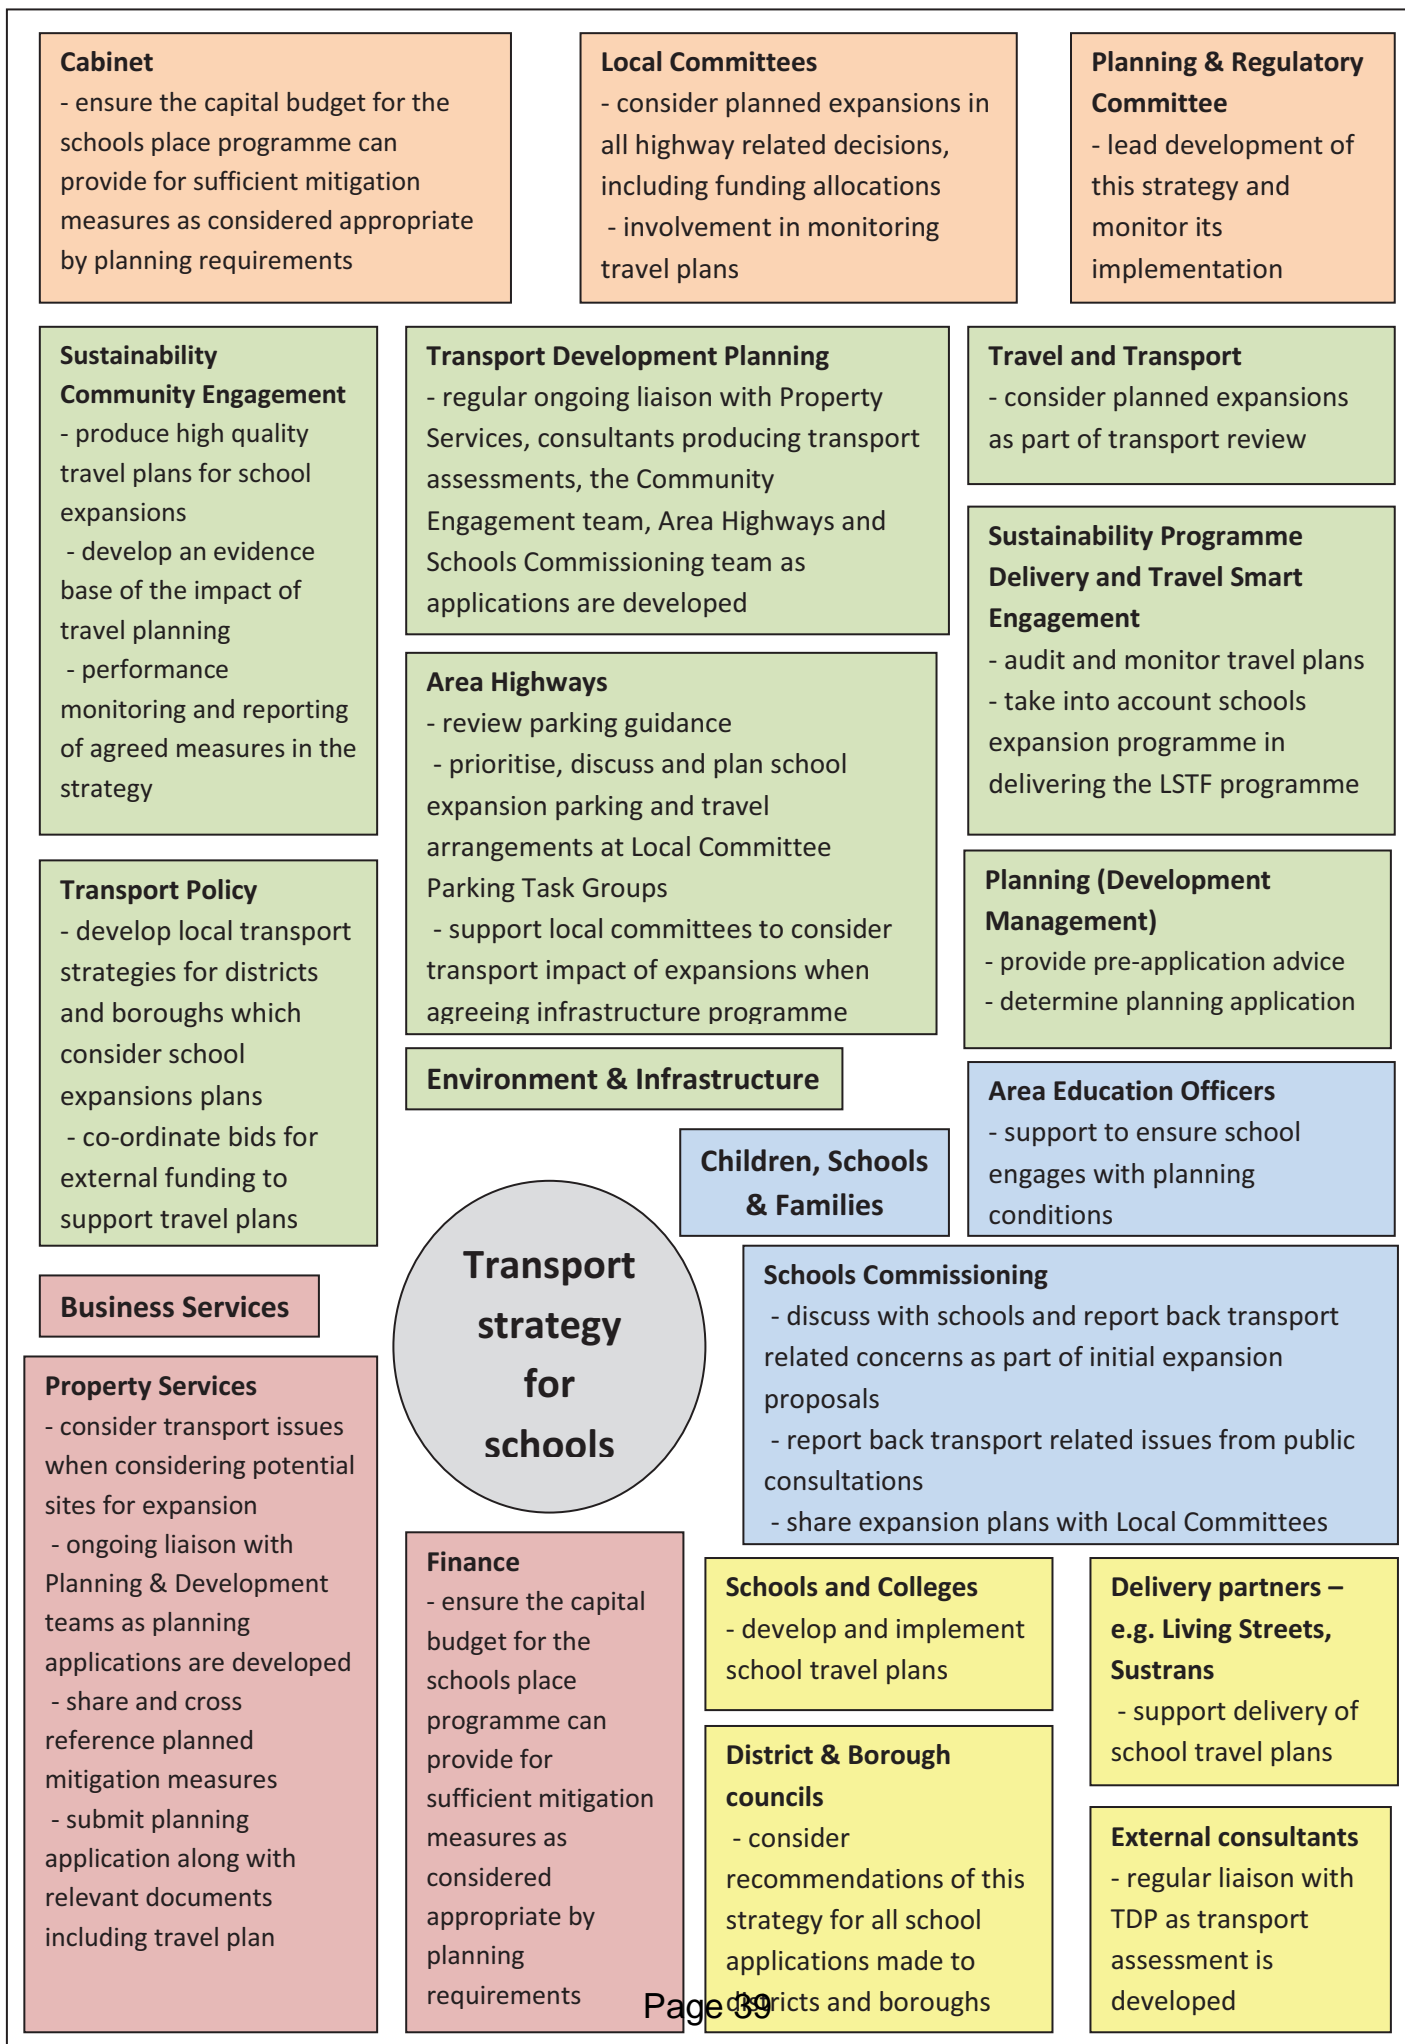 Cabinet
- ensure the capital budget for the
schools place programme can
provide for sufficient mitigation
measures as considered appropriate
by planning requirements
Local Committees
- consider planned expansions in
all highway related decisions,
including funding allocations
- involvement in monitoring
travel plans
Planning & Regulatory
Committee
- lead development of
this strategy and
monitor its
implementation
Sustainability
Community Engagement
- produce high quality
travel plans for school
expansions
- develop an evidence
base of the impact of
travel planning
- performance
monitoring and reporting
of agreed measures in the
strategy
Transport Development Planning
- regular ongoing liaison with Property
Services, consultants producing transport
assessments, the Community
Engagement team, Area Highways and
Schools Commissioning team as
applications are developed
Travel and Transport
- consider planned expansions
as part of transport review
Sustainability Programme
Delivery and Travel Smart
Engagement
- audit and monitor travel plans
- take into account schools
expansion programme in
delivering the LSTF programme
Area Highways
- review parking guidance
- prioritise, discuss and plan school
expansion parking and travel
arrangements at Local Committee
Parking Task Groups
- support local committees to consider
transport impact of expansions when
agreeing infrastructure programme
Transport Policy
- develop local transport
strategies for districts
and boroughs which
consider school
expansions plans
- co-ordinate bids for
external funding to
support travel plans
Planning (Development
Management)
- provide pre-application advice
- determine planning application
Environment & Infrastructure
Children, Schools
& Families
Area Education Officers
- support to ensure school
engages with planning
conditions
Transport
strategy
for
schools
Schools Commissioning
- discuss with schools and report back transport
related concerns as part of initial expansion
proposals
- report back transport related issues from public
consultations
- share expansion plans with Local Committees
Business Services
Property Services
- consider transport issues
when considering potential
sites for expansion
- ongoing liaison with
Planning & Development
teams as planning
applications are developed
- share and cross
reference planned
mitigation measures
- submit planning
application along with
relevant documents
including travel plan
Finance
- ensure the capital
budget for the
schools place
programme can
provide for
sufficient mitigation
measures as
considered
appropriate by
planning
requirements
Schools and Colleges
- develop and implement
school travel plans
Delivery partners –
e.g. Living Streets,
Sustrans
- support delivery of
school travel plans
District & Borough
councils
- consider
recommendations of this
strategy for all school
applications made to
districts and boroughs
External consultants
- regular liaison with
TDP as transport
assessment is
developed
Page 39